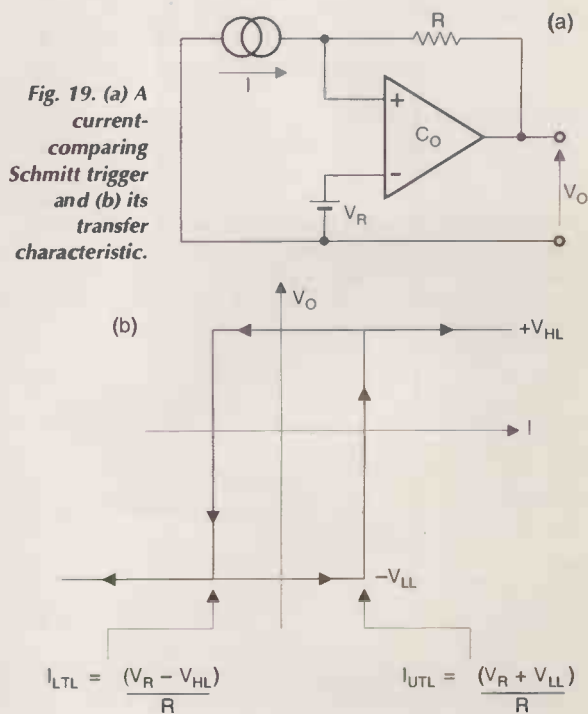 Fig. 19. (a) A
current-
comparing
Schmitt trigger
and (b) its
transfer
characteristic.
(a)
R
I
+
C_O
−
V_R
V_O
(b)
V_O
+V_HL
I
−V_LL
I_LTL = (V_R − V_HL)
R
I_UTL = (V_R + V_LL)
R